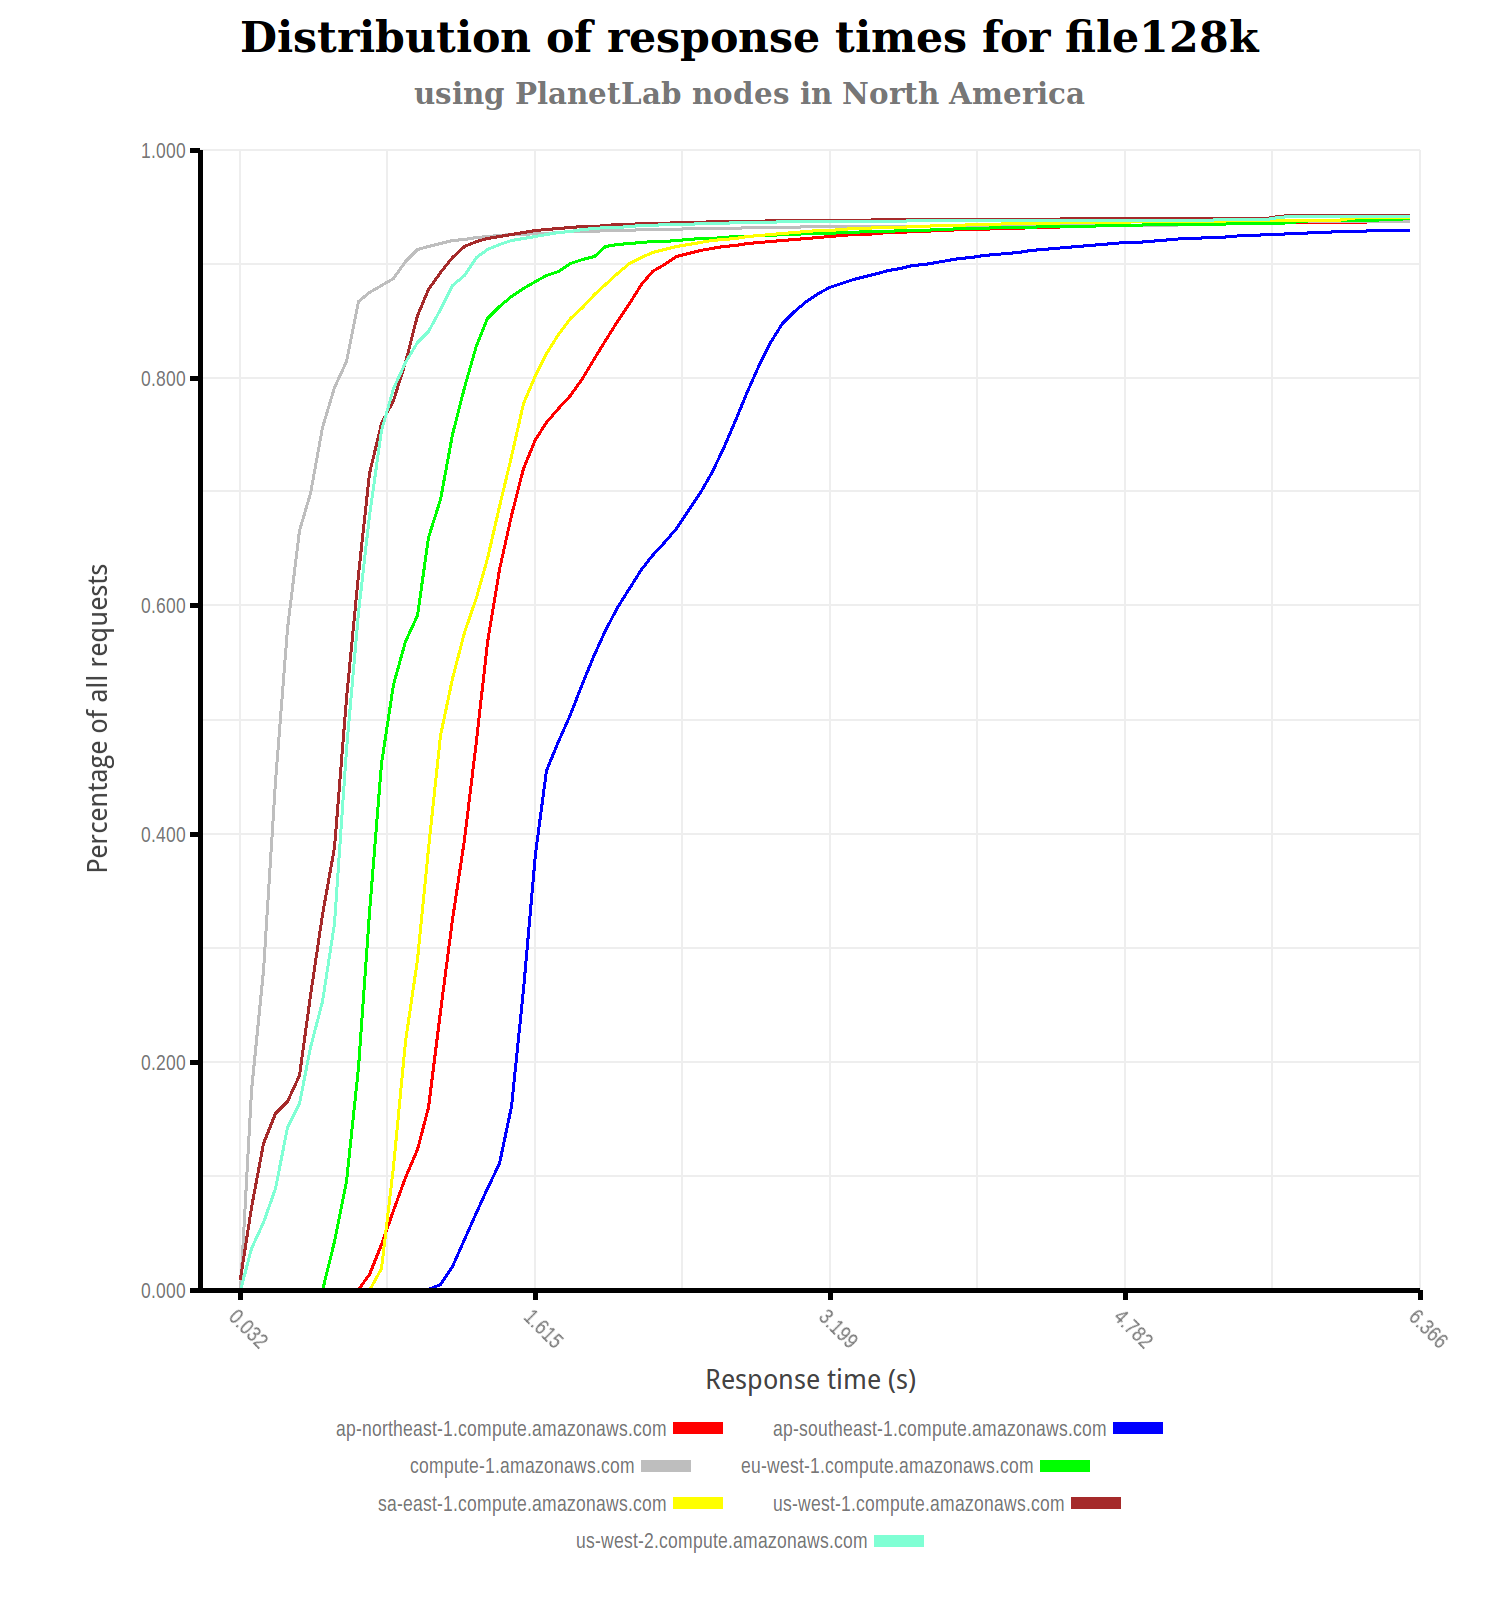 Distribution of response times for file128k
using PlanetLab nodes in North America
1.000
0.800
0.600
0.400
0.200
0.000
Percentage of all requests
0.032
1.615
3.199
4.782
6.366
Response time (s)
ap-northeast-1.compute.amazonaws.com
ap-southeast-1.compute.amazonaws.com
compute-1.amazonaws.com
eu-west-1.compute.amazonaws.com
sa-east-1.compute.amazonaws.com
us-west-1.compute.amazonaws.com
us-west-2.compute.amazonaws.com